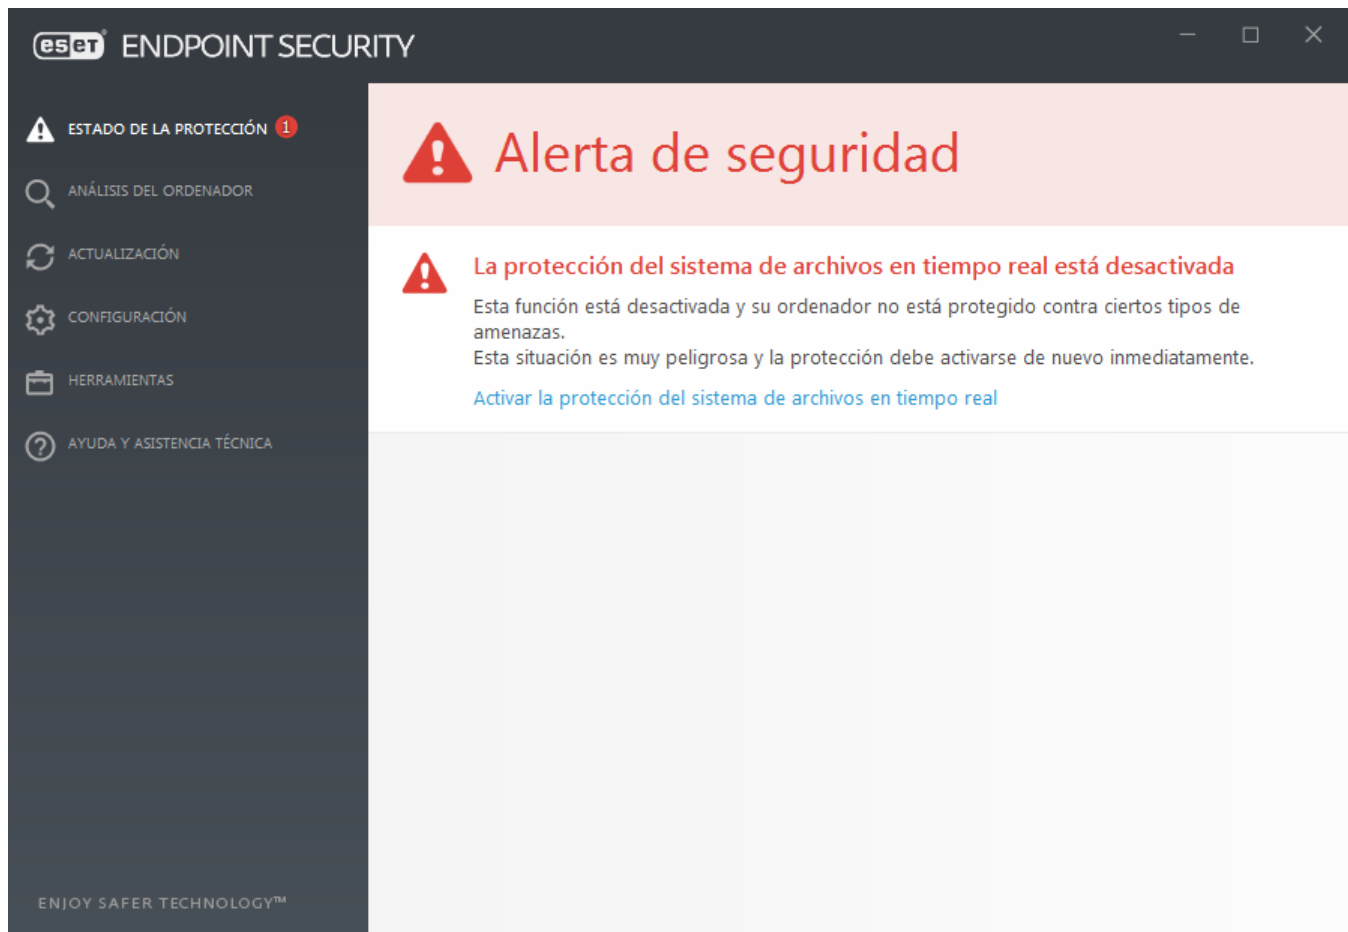 eset ENDPOINT SECURITY
ESTADO DE LA PROTECCIÓN 1
ANÁLISIS DEL ORDENADOR
ACTUALIZACIÓN
CONFIGURACIÓN
HERRAMIENTAS
AYUDA Y ASISTENCIA TÉCNICA
ENJOY SAFER TECHNOLOGY™
Alerta de seguridad
La protección del sistema de archivos en tiempo real está desactivada
Esta función está desactivada y su ordenador no está protegido contra ciertos tipos de
amenazas.
Esta situación es muy peligrosa y la protección debe activarse de nuevo inmediatamente.
Activar la protección del sistema de archivos en tiempo real